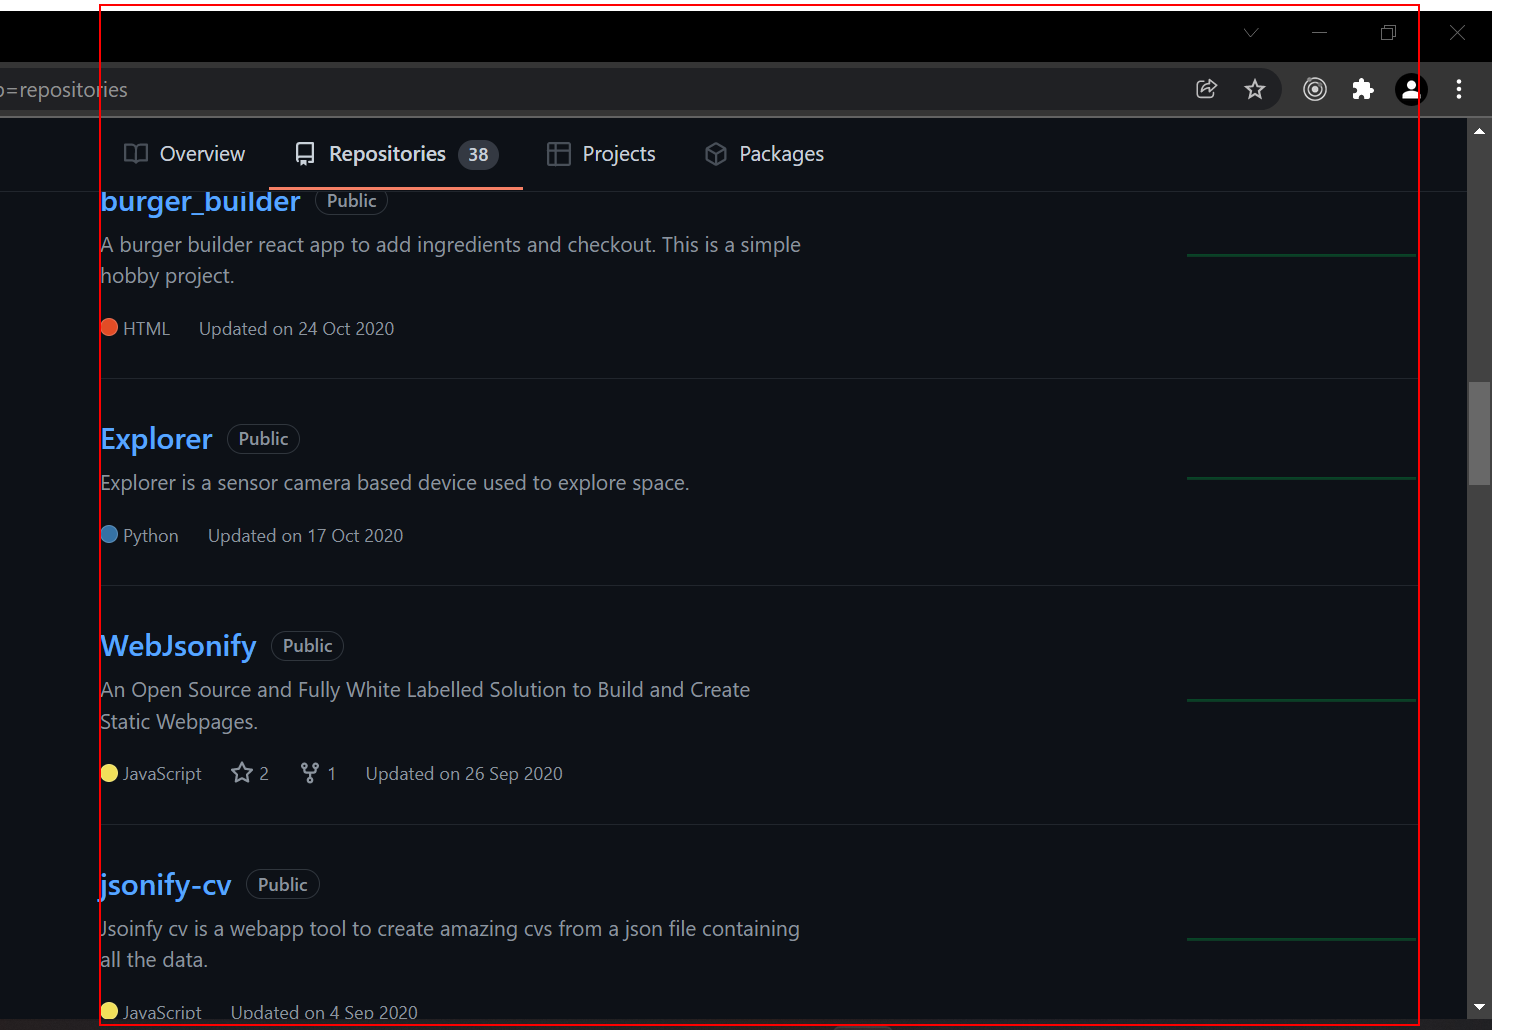 =repositories
Overview Repositories 38 Projects Packages
burger_builder Public
A burger builder react app to add ingredients and checkout. This is a simple
hobby project.
HTML Updated on 24 Oct 2020
Explorer Public
Explorer is a sensor camera based device used to explore space.
Python Updated on 17 Oct 2020
WebJsonify Public
An Open Source and Fully White Labelled Solution to Build and Create
Static Webpages.
JavaScript 2 1 Updated on 26 Sep 2020
jsonify-cv Public
Jsoinfy cv is a webapp tool to create amazing cvs from a json file containing
all the data.
JavaScript Updated on 4 Sep 2020